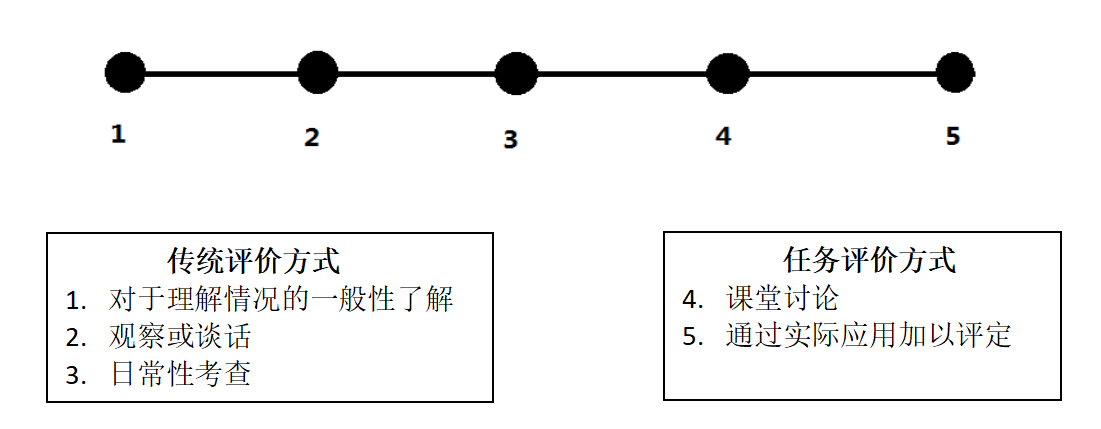 1 2 3 4 5
传统评价方式
1. 对于理解情况的一般性了解
2. 观察或谈话
3. 日常性考查
任务评价方式
4. 课堂讨论
5. 通过实际应用加以评定